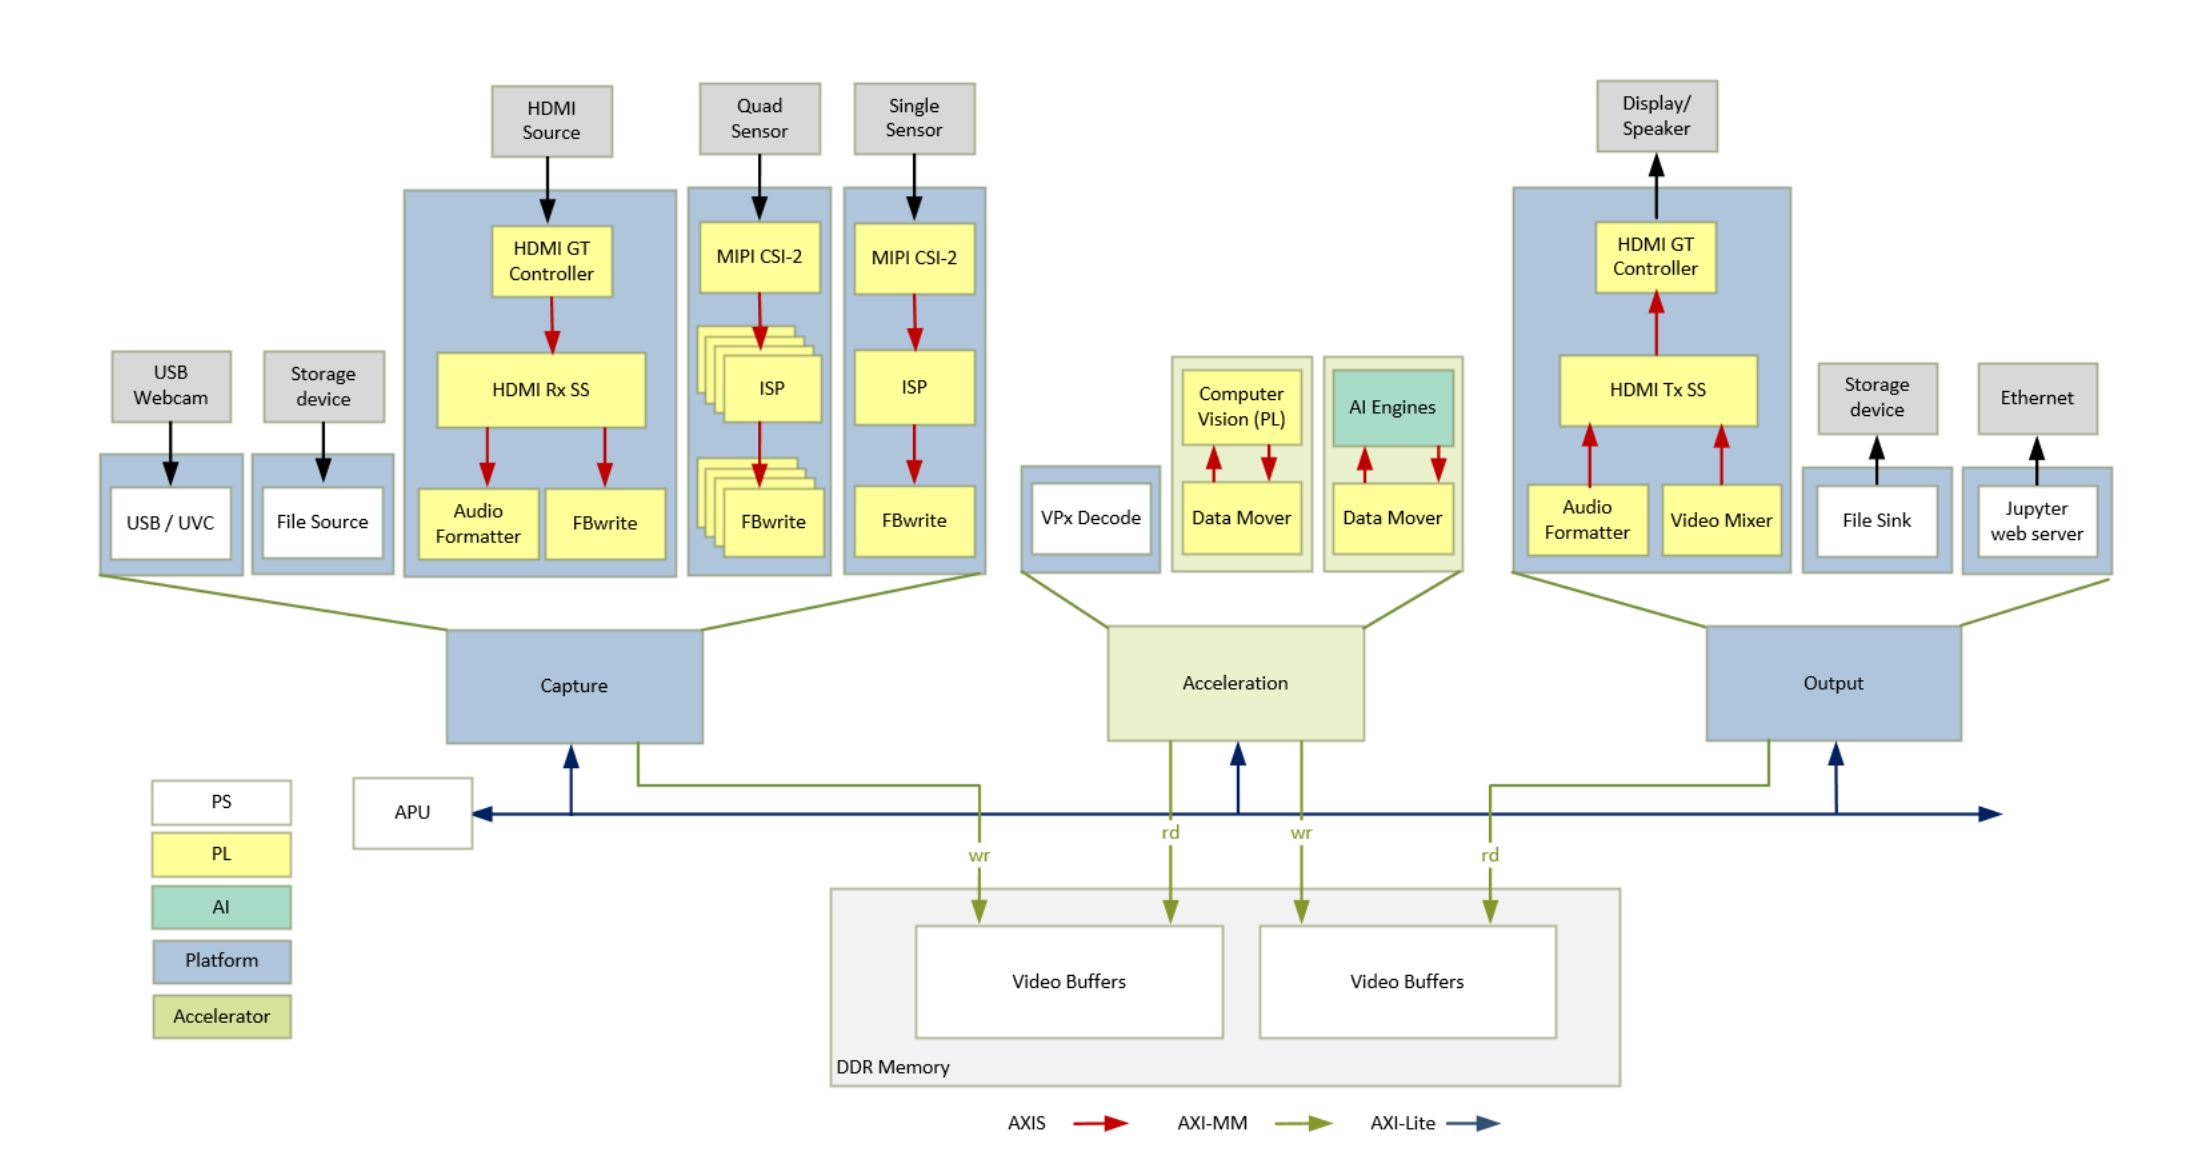 HDMI
Source
Quad
Sensor
Single
Sensor
Display/
Speaker
HDMI GT
Controller
MIPI CSI-2
MIPI CSI-2
HDMI GT
Controller
USB
Webcam
Storage
device
HDMI Rx SS
ISP
ISP
Computer
Vision (PL)
AI Engines
HDMI Tx SS
Storage
device
Ethernet
USB / UVC
File Source
Audio
Formatter
FBwrite
FBwrite
FBwrite
VPx Decode
Data Mover
Data Mover
Audio
Formatter
Video Mixer
File Sink
Jupyter
web server
Capture
Acceleration
Output
PS
PL
AI
Platform
Accelerator
APU
wr
rd
wr
rd
Video Buffers
Video Buffers
DDR Memory
AXIS
AXI-MM
AXI-Lite